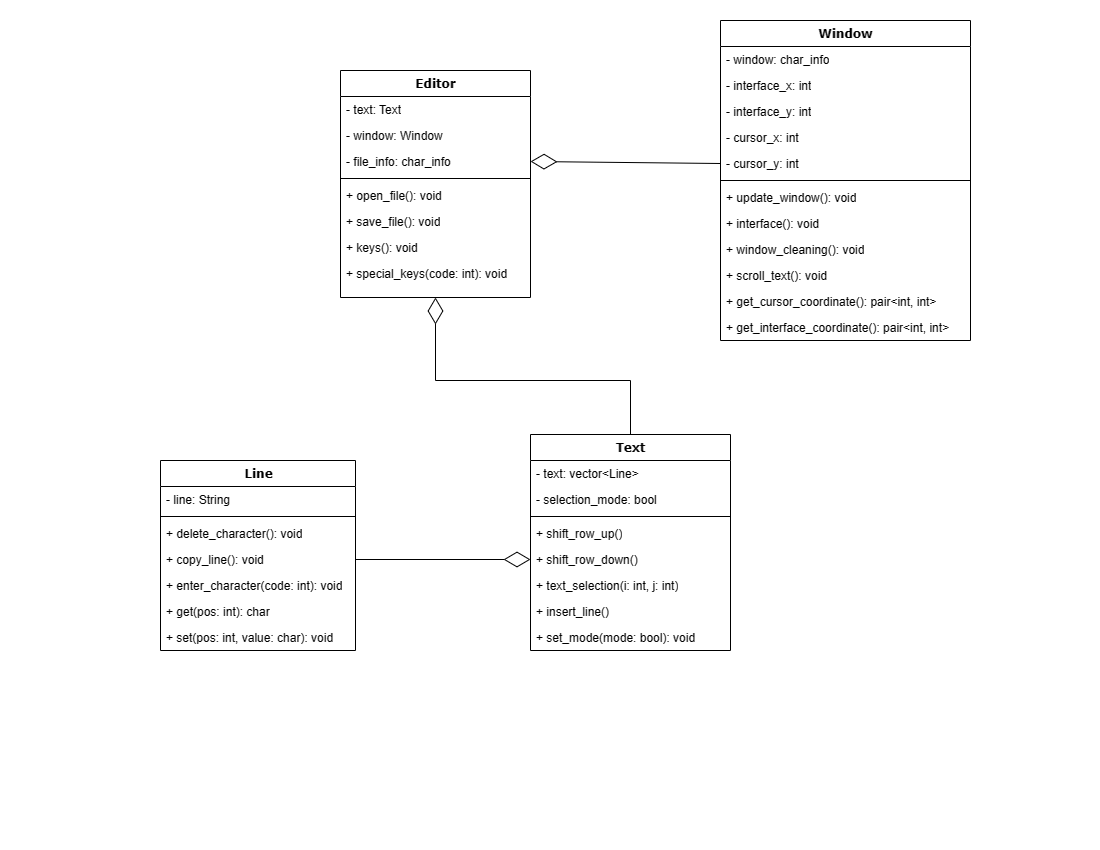 Editor
- text: Text
- window: Window
- file_info: char_info
+ open_file(): void
+ save_file(): void
+ keys(): void
+ special_keys(code: int): void
Window
- window: char_info
- interface_x: int
- interface_y: int
- cursor_x: int
- cursor_y: int
+ update_window(): void
+ interface(): void
+ window_cleaning(): void
+ scroll_text(): void
+ get_cursor_coordinate(): pair<int, int>
+ get_interface_coordinate(): pair<int, int>
Line
- line: String
+ delete_character(): void
+ copy_line(): void
+ enter_character(code: int): void
+ get(pos: int): char
+ set(pos: int, value: char): void
Text
- text: vector<Line>
- selection_mode: bool
+ shift_row_up()
+ shift_row_down()
+ text_selection(i: int, j: int)
+ insert_line()
+ set_mode(mode: bool): void